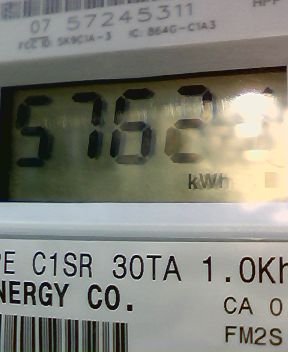 07 57245311
FCC ID: SK9C1A-3 IC: 864G-C1A3
kWh
PE C1SR 30TA 1.0Kh
NERGY CO.
CA 0
FM2S